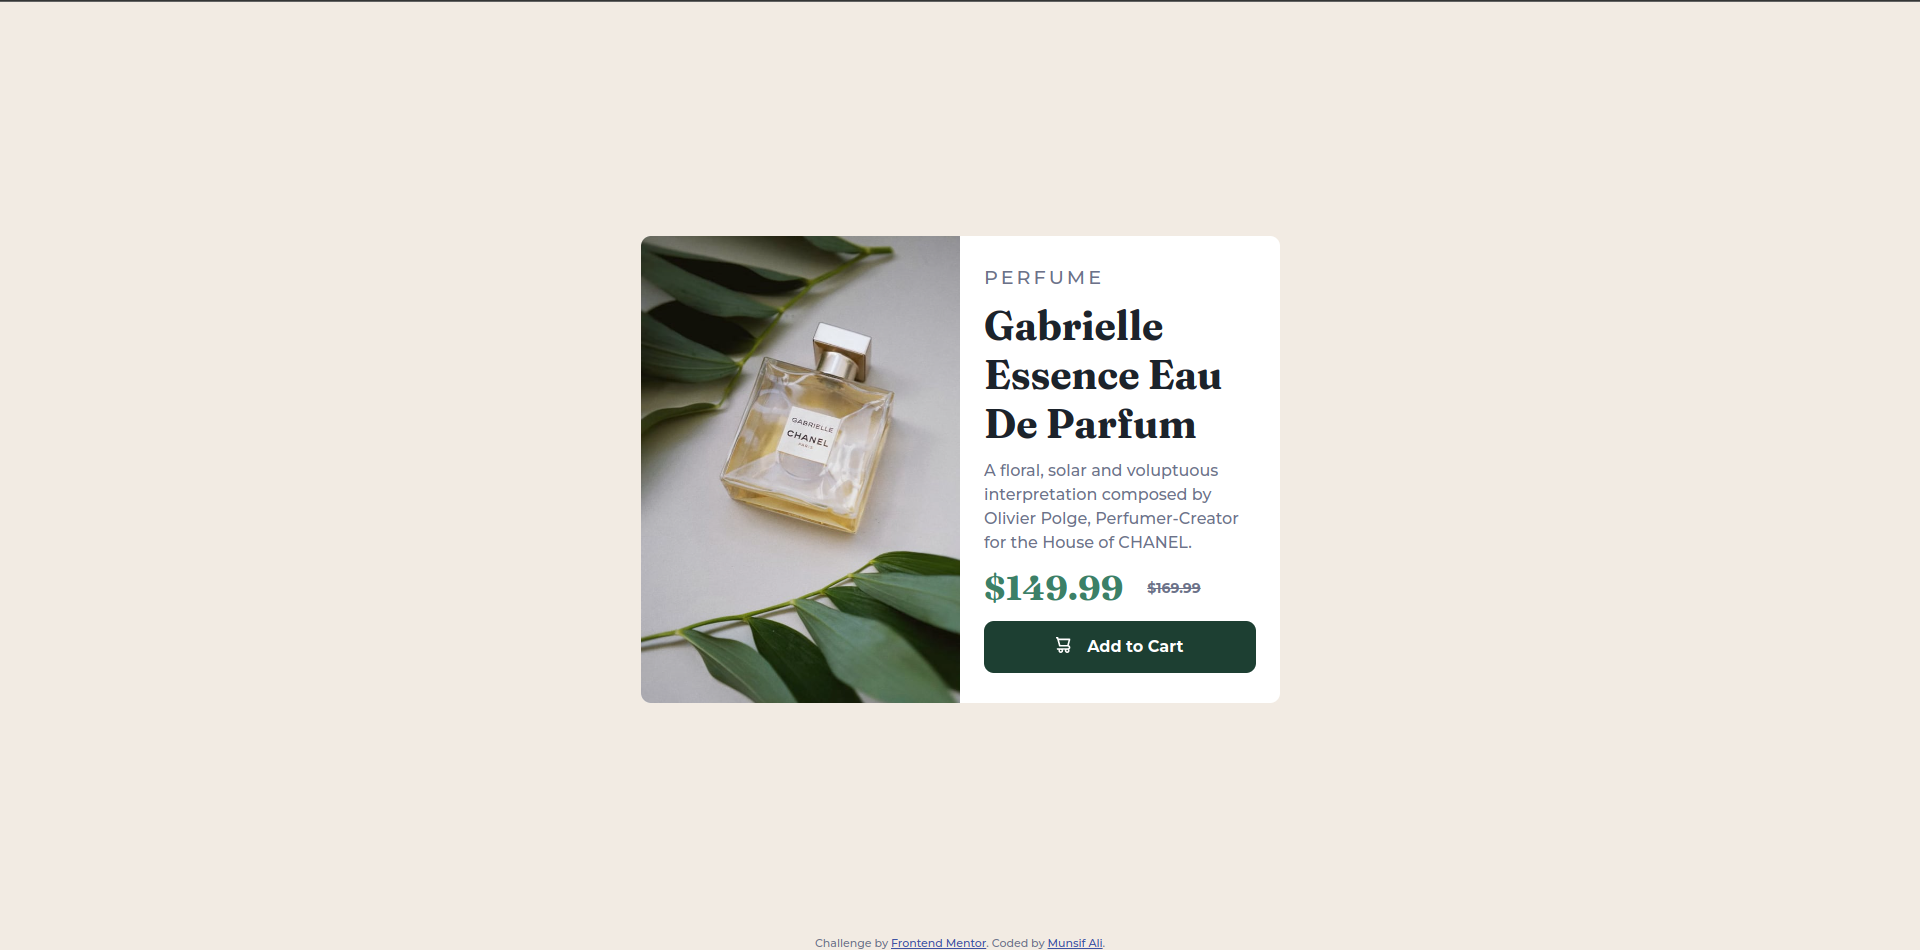 GABRIELLE
CHANEL
PARIS
PERFUME
Gabrielle
Essence Eau
De Parfum
A floral, solar and voluptuous
interpretation composed by
Olivier Polge, Perfumer-Creator
for the House of CHANEL.
$149.99 $169.99
Add to Cart
Challenge by Frontend Mentor. Coded by Munsif Ali.